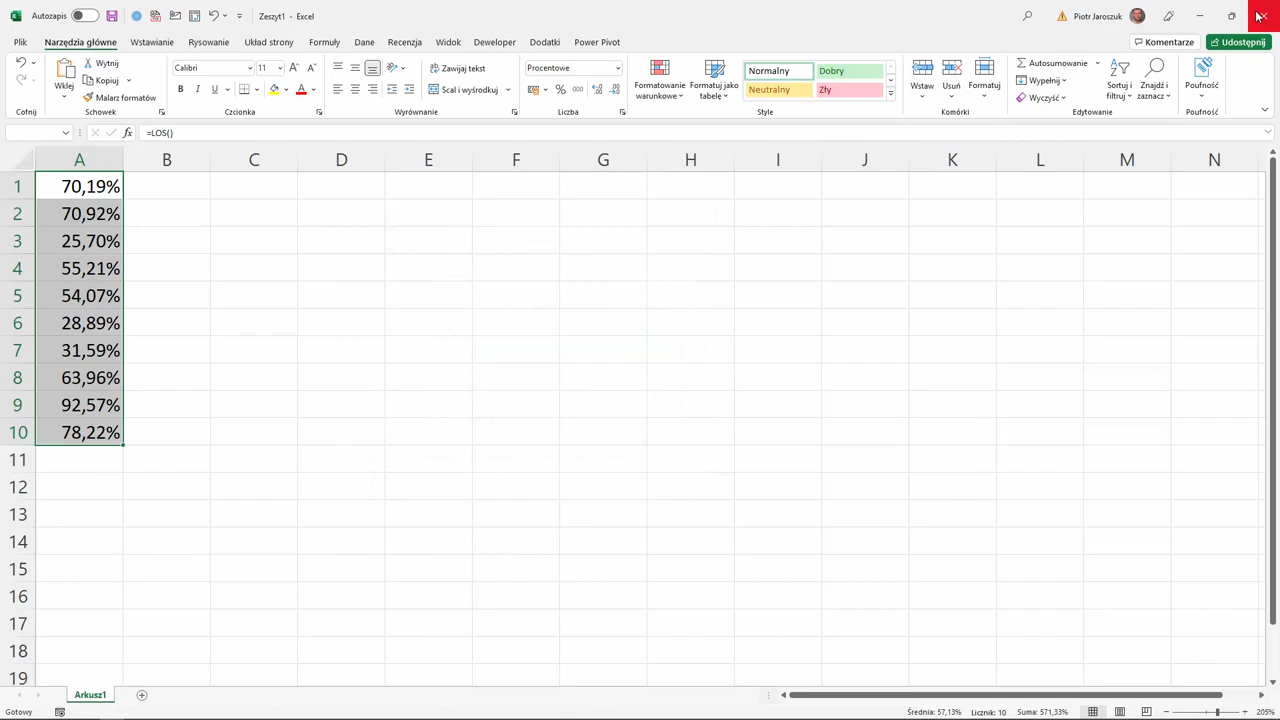 Autozapis
Zeszyt1 - Excel
Piotr Jaroszuk
Plik Narzędzia główne Wstawianie Rysowanie Układ strony Formuły Dane Recenzja Widok Deweloper Dodatki Power Pivot
Komentarze Udostępnij
Wklej
Wytnij
Kopiuj
Malarz formatów
Calibri 11
B I U
Zawijaj tekst
Scal i wyśrodkuj
Procentowe
Formatowanie warunkowe
Formatuj jako tabelę
Normalny Dobry
Neutralny Zły
Wstaw Usuń Formatuj
Autosumowanie
Wypełnij
Wyczyść
Sortuj i filtruj
Znajdź i zaznacz
Poufność
Cofnij Schowek Czcionka Wyrównanie Liczba Style Komórki Edytowanie Poufność
fx =LOS()
A B C D E F G H I J K L M N
1 70,19%
2 70,92%
3 25,70%
4 55,21%
5 54,07%
6 28,89%
7 31,59%
8 63,96%
9 92,57%
10 78,22%
11
12
13
14
15
16
17
18
19
Arkusz1
Gotowy
Średnia: 57,13% Licznik: 10 Suma: 571,33% 205%